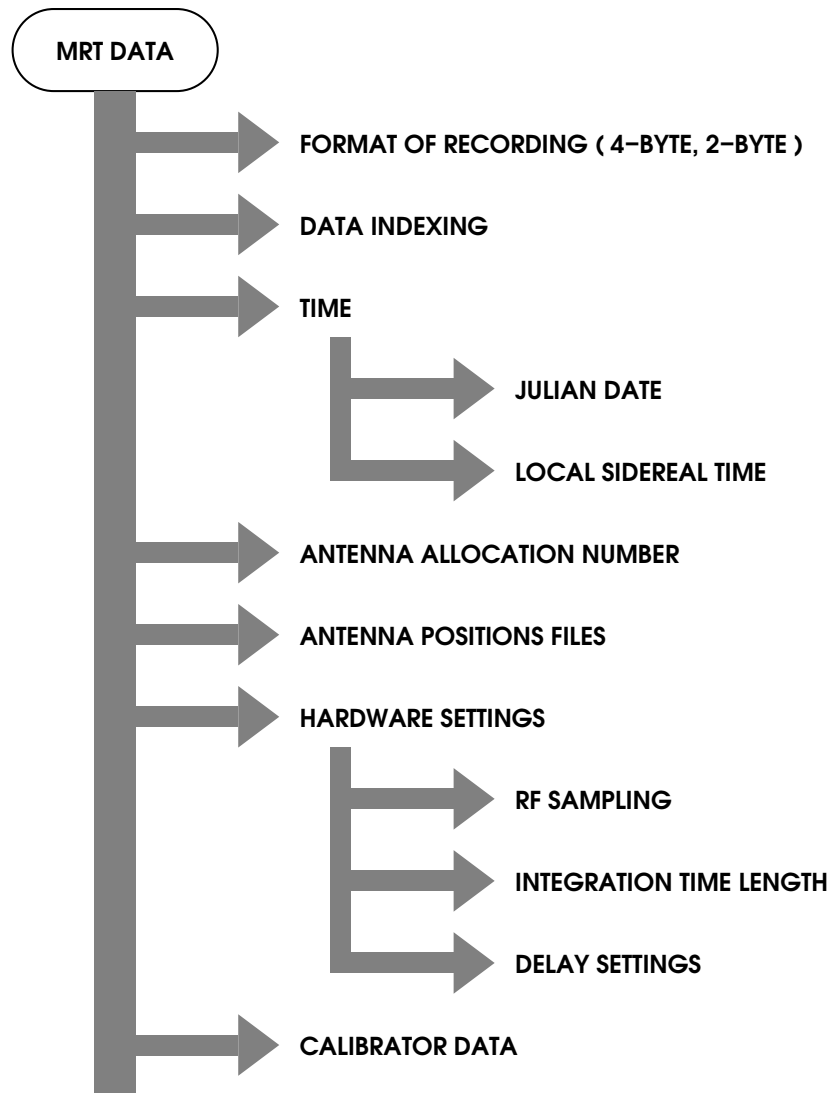 MRT DATA
FORMAT OF RECORDING ( 4−BYTE, 2−BYTE )
DATA INDEXING
TIME
JULIAN DATE
LOCAL SIDEREAL TIME
ANTENNA ALLOCATION NUMBER
ANTENNA POSITIONS FILES
HARDWARE SETTINGS
RF SAMPLING
INTEGRATION TIME LENGTH
DELAY SETTINGS
CALIBRATOR DATA